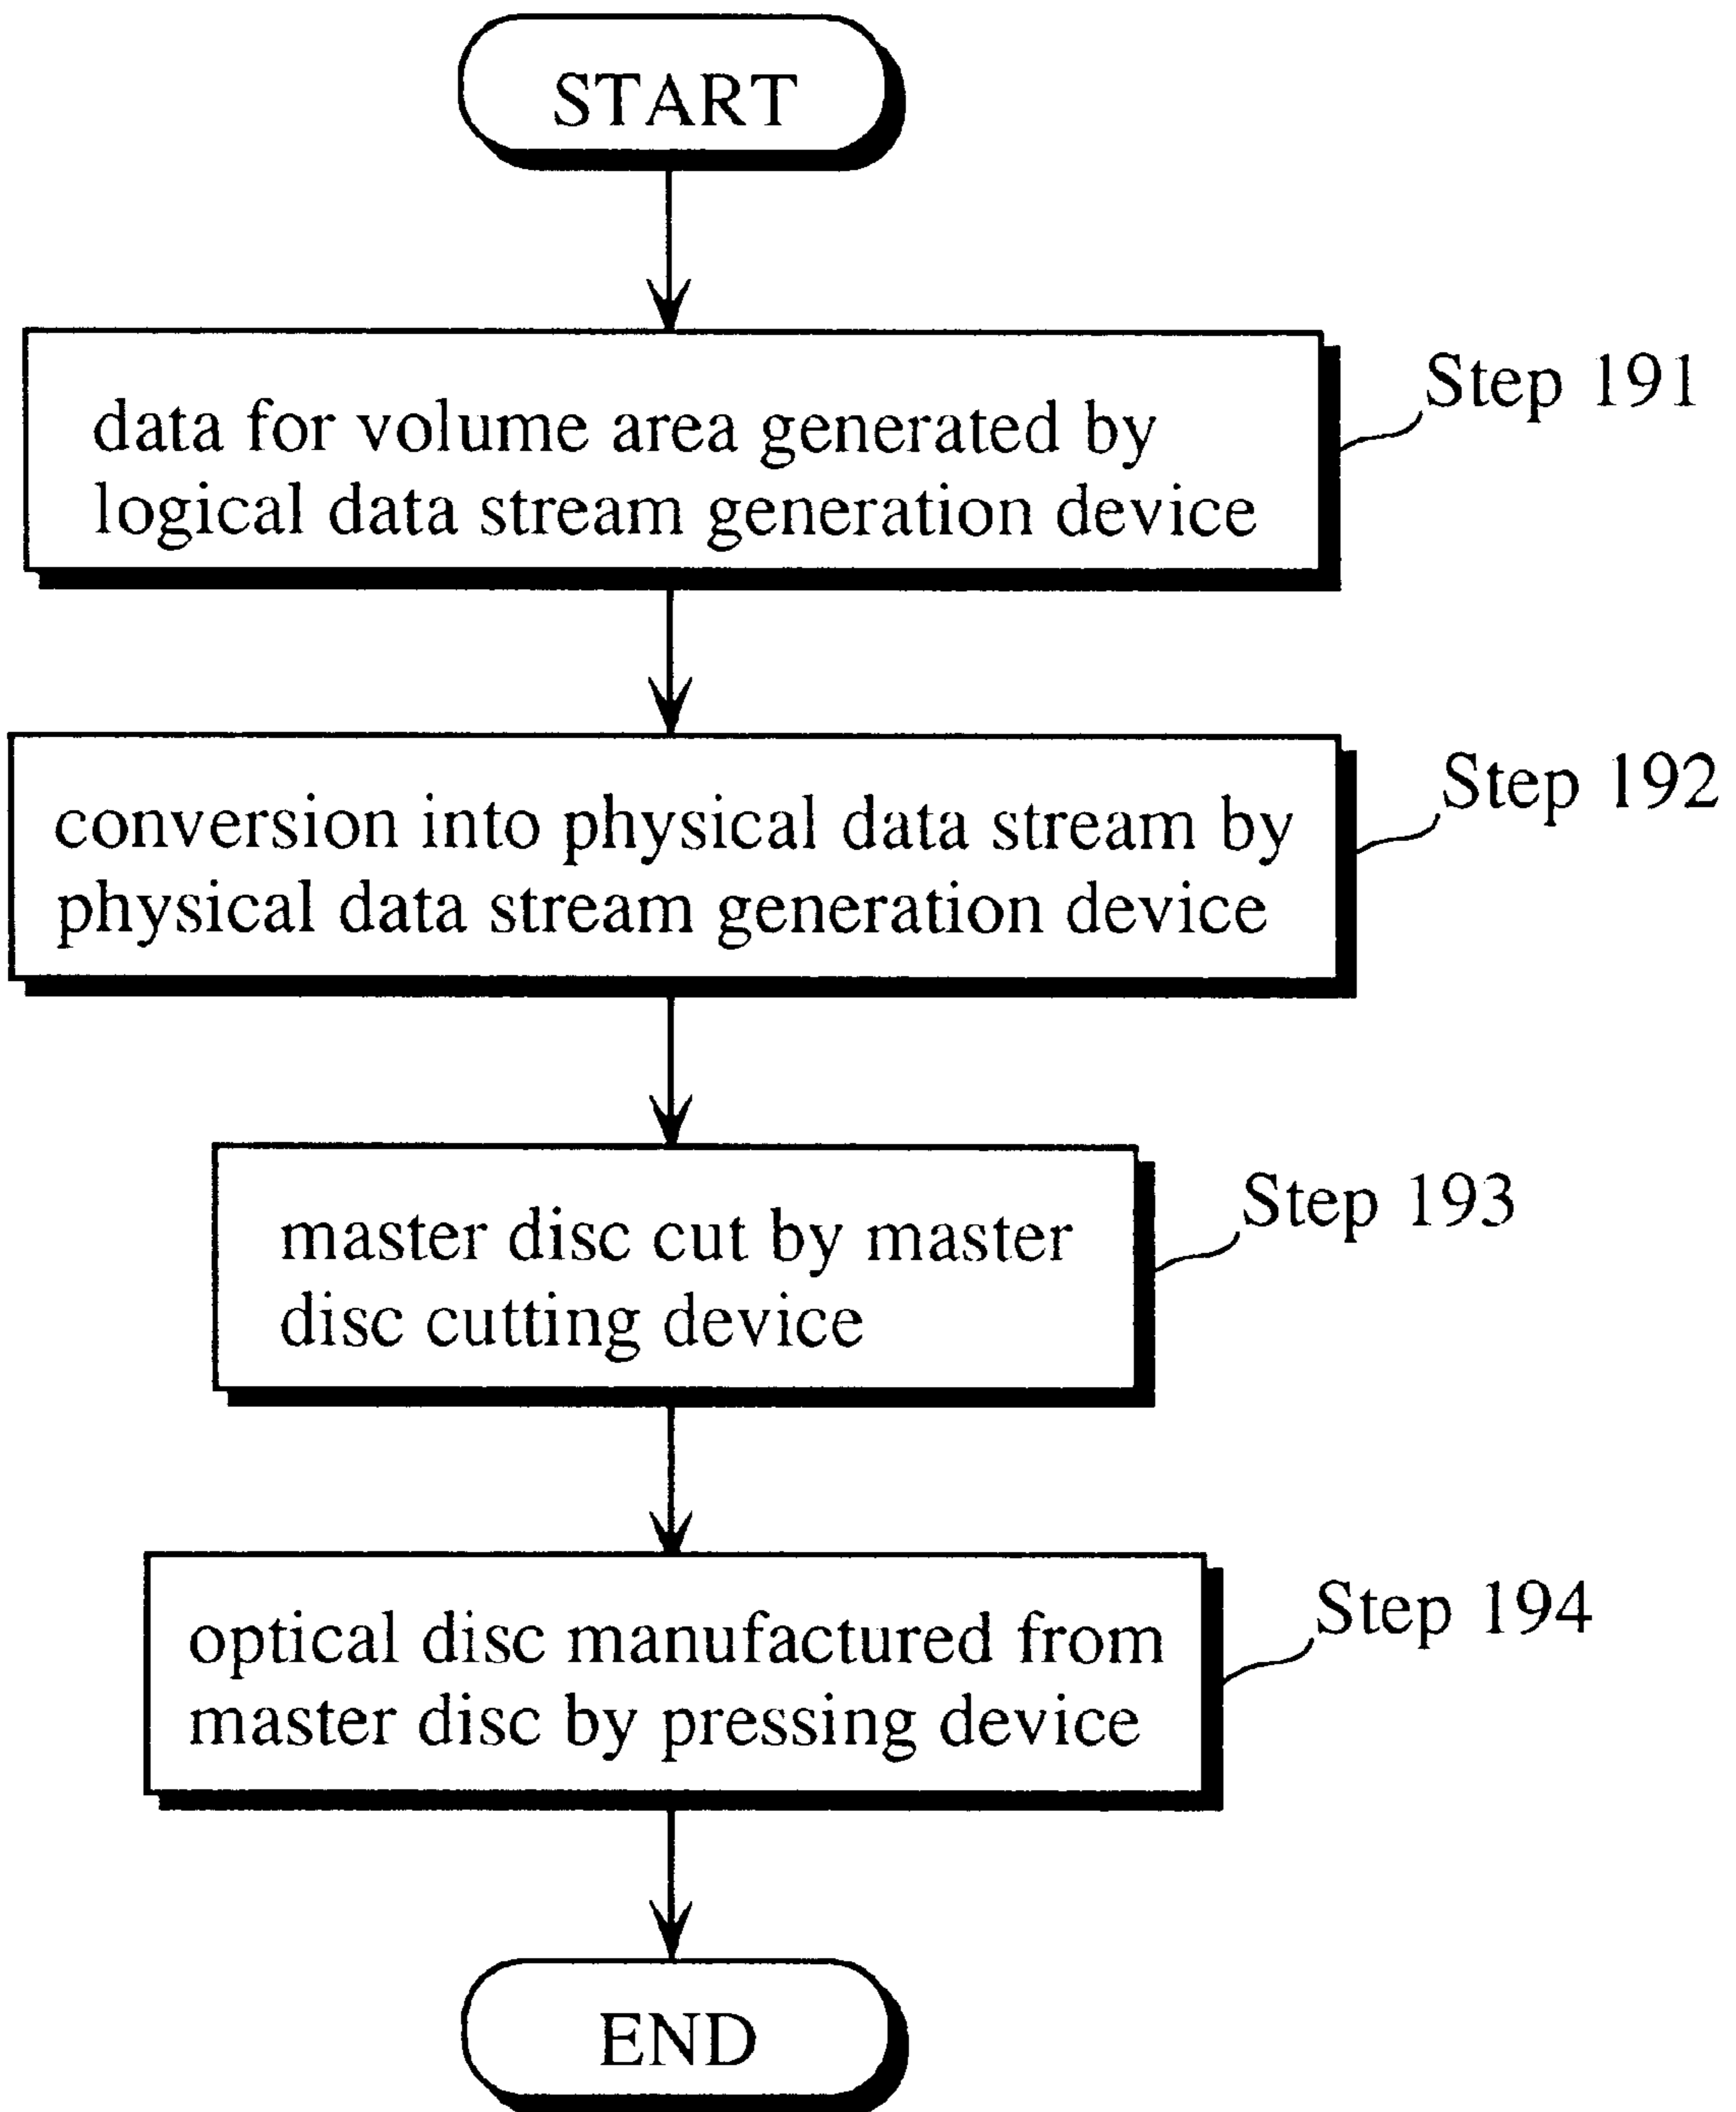 START
Step 191
data for volume area generated by
logical data stream generation device
Step 192
conversion into physical data stream by
physical data stream generation device
Step 193
master disc cut by master
disc cutting device
Step 194
optical disc manufactured from
master disc by pressing device
END